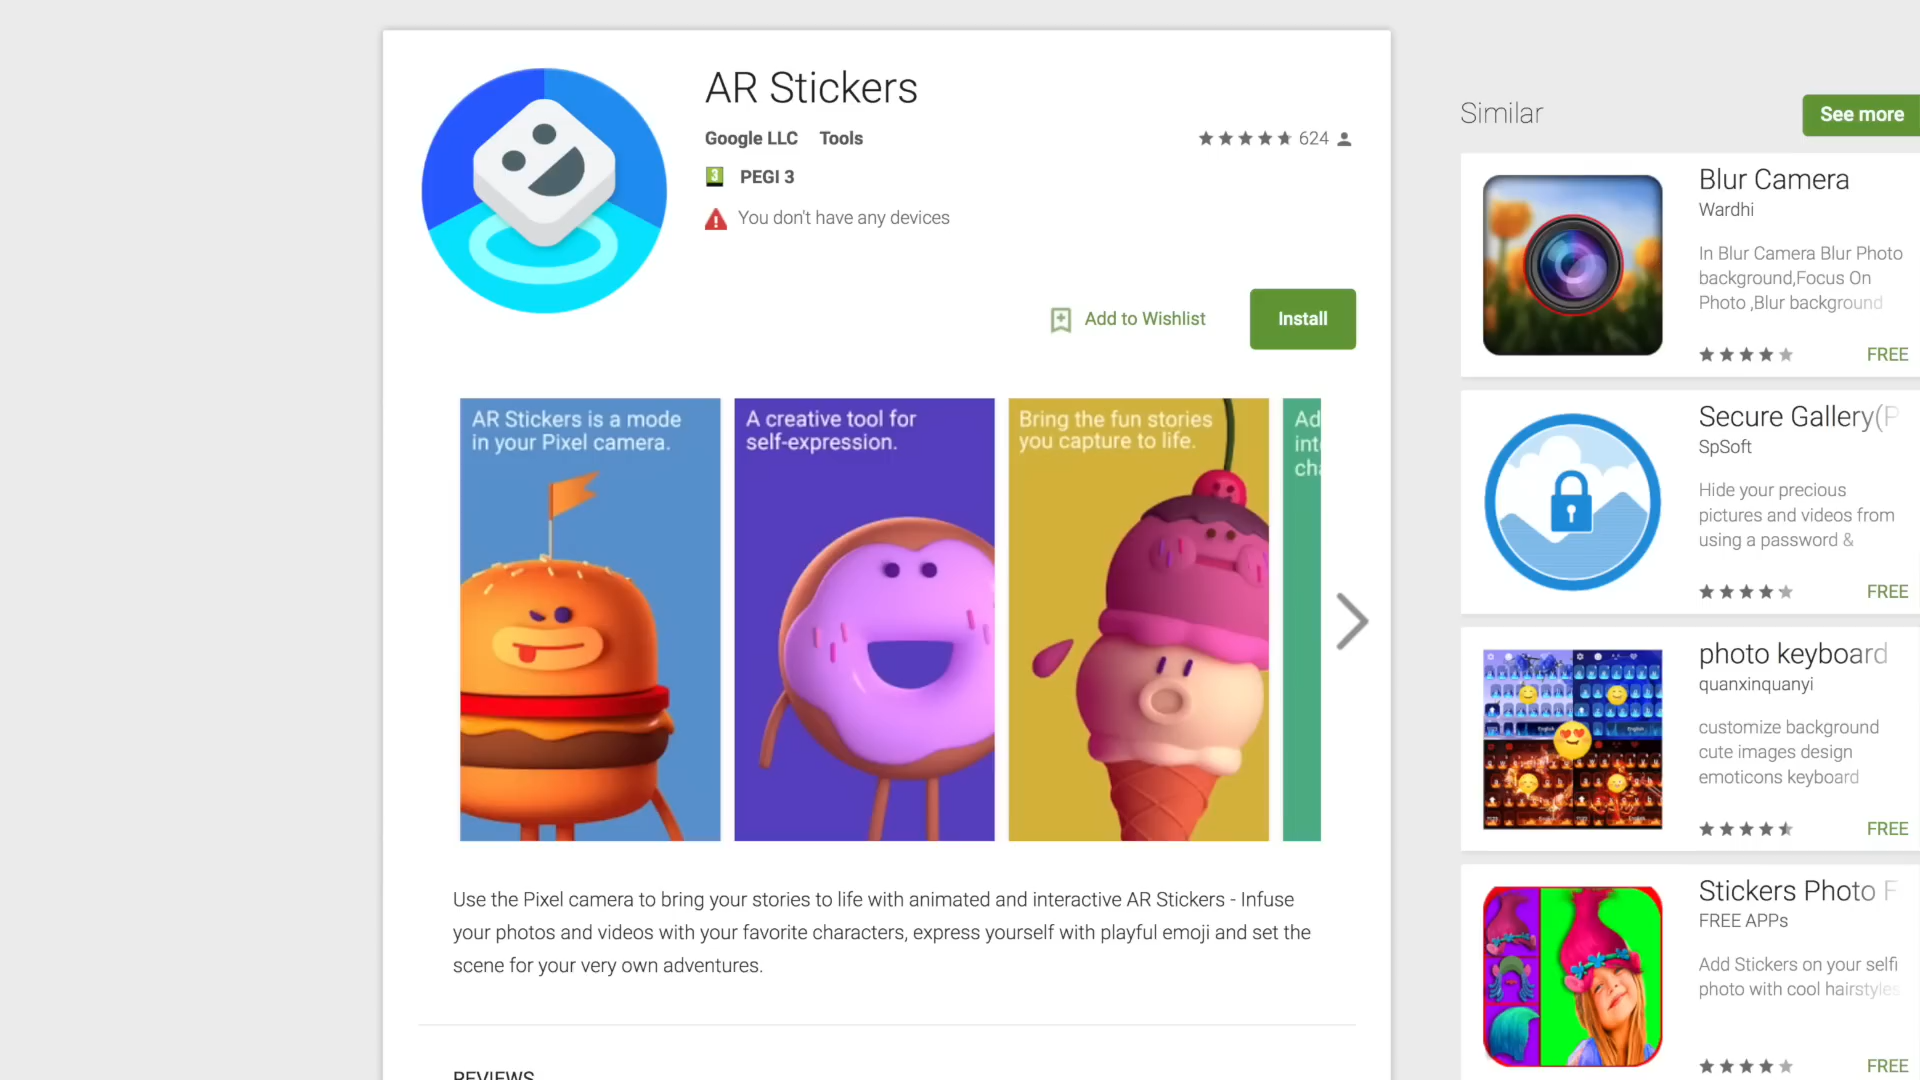 AR Stickers
Google LLC Tools
624
3 PEGI 3
You don't have any devices
Add to Wishlist
Install
AR Stickers is a mode
in your Pixel camera.
A creative tool for
self-expression.
Bring the fun stories
you capture to life.
Ad
int
cha
Use the Pixel camera to bring your stories to life with animated and interactive AR Stickers - Infuse
your photos and videos with your favorite characters, express yourself with playful emoji and set the
scene for your very own adventures.
REVIEWS
Similar
See more
Blur Camera
Wardhi
In Blur Camera Blur Photo
background,Focus On
Photo ,Blur background
FREE
Secure Gallery(P
SpSoft
Hide your precious
pictures and videos from
using a password &
FREE
photo keyboard
quanxinquanyi
customize background
cute images design
emoticons keyboard
FREE
Stickers Photo F
FREE APPs
Add Stickers on your selfi
photo with cool hairstyles
FREE